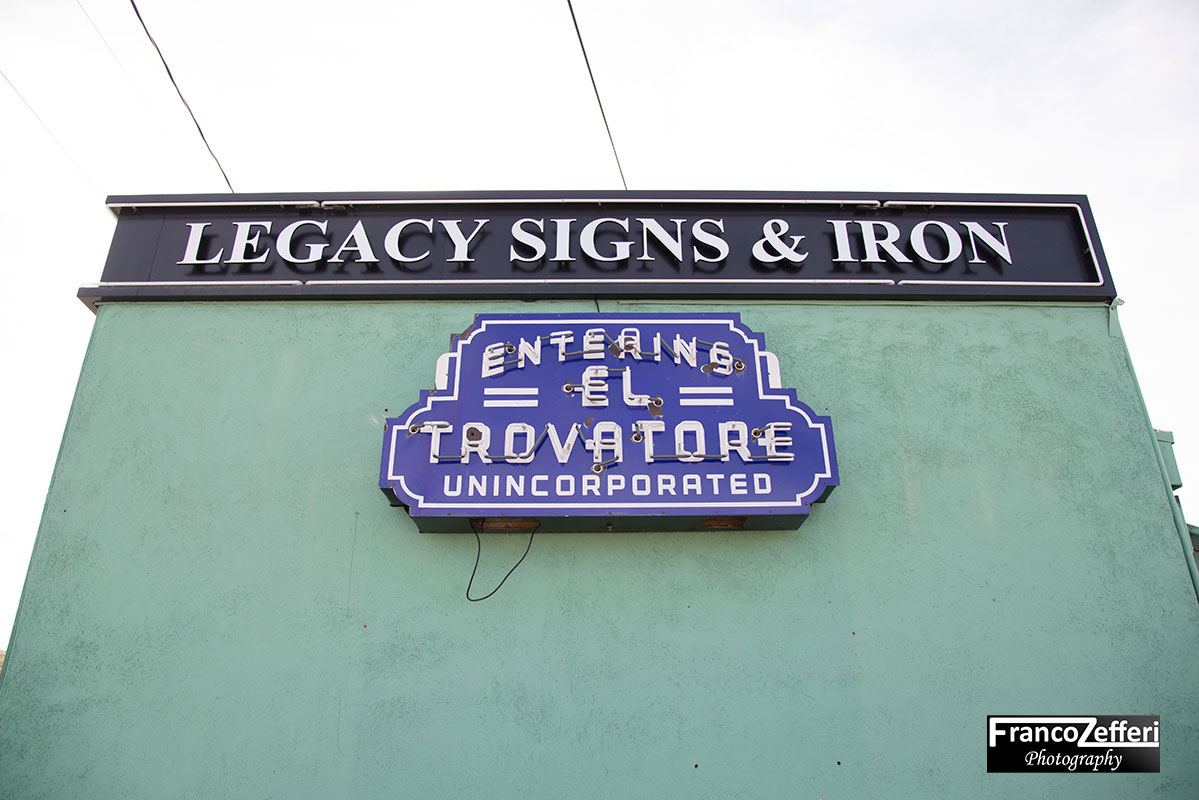 LEGACY SIGNS & IRON
ENTERING
EL
TROVATORE
UNINCORPORATED
FRANCOZEFFERI
Photography